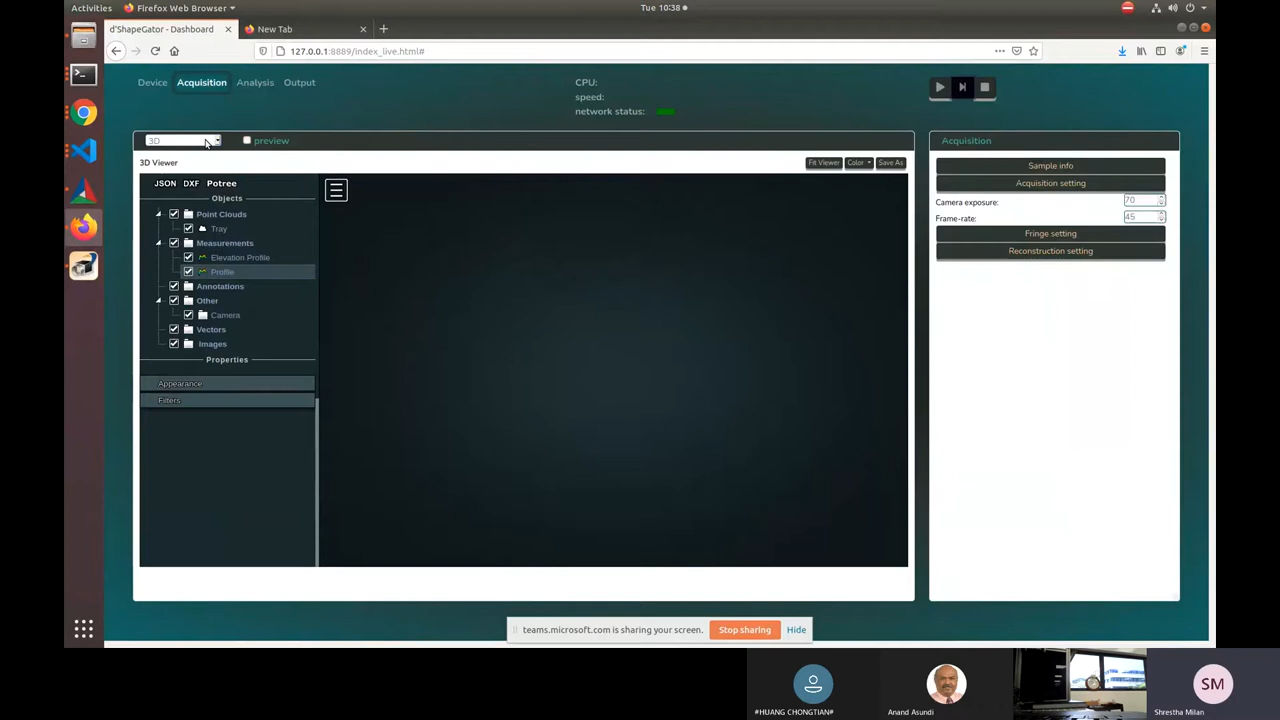 Activities
Firefox Web Browser
Tue 10:38
d'ShapeGator - Dashboard
New Tab
127.0.0.1:8889/index_live.html#
Device
Acquisition
Analysis
Output
CPU:
speed:
network status:
3D
preview
Acquisition
3D Viewer
Fit Viewer
Color
Save As
Sample info
JSON DXF Potree
Acquisition setting
Objects
Camera exposure:
70
Point Clouds
Frame-rate:
45
Tray
Fringe setting
Measurements
Reconstruction setting
Elevation Profile
Profile
Annotations
Other
Camera
Vectors
Images
Properties
Appearance
Filters
teams.microsoft.com is sharing your screen.
Stop sharing
Hide
SM
#HUANG CHONGTIAN#
Anand Asundi
Shrestha Milan